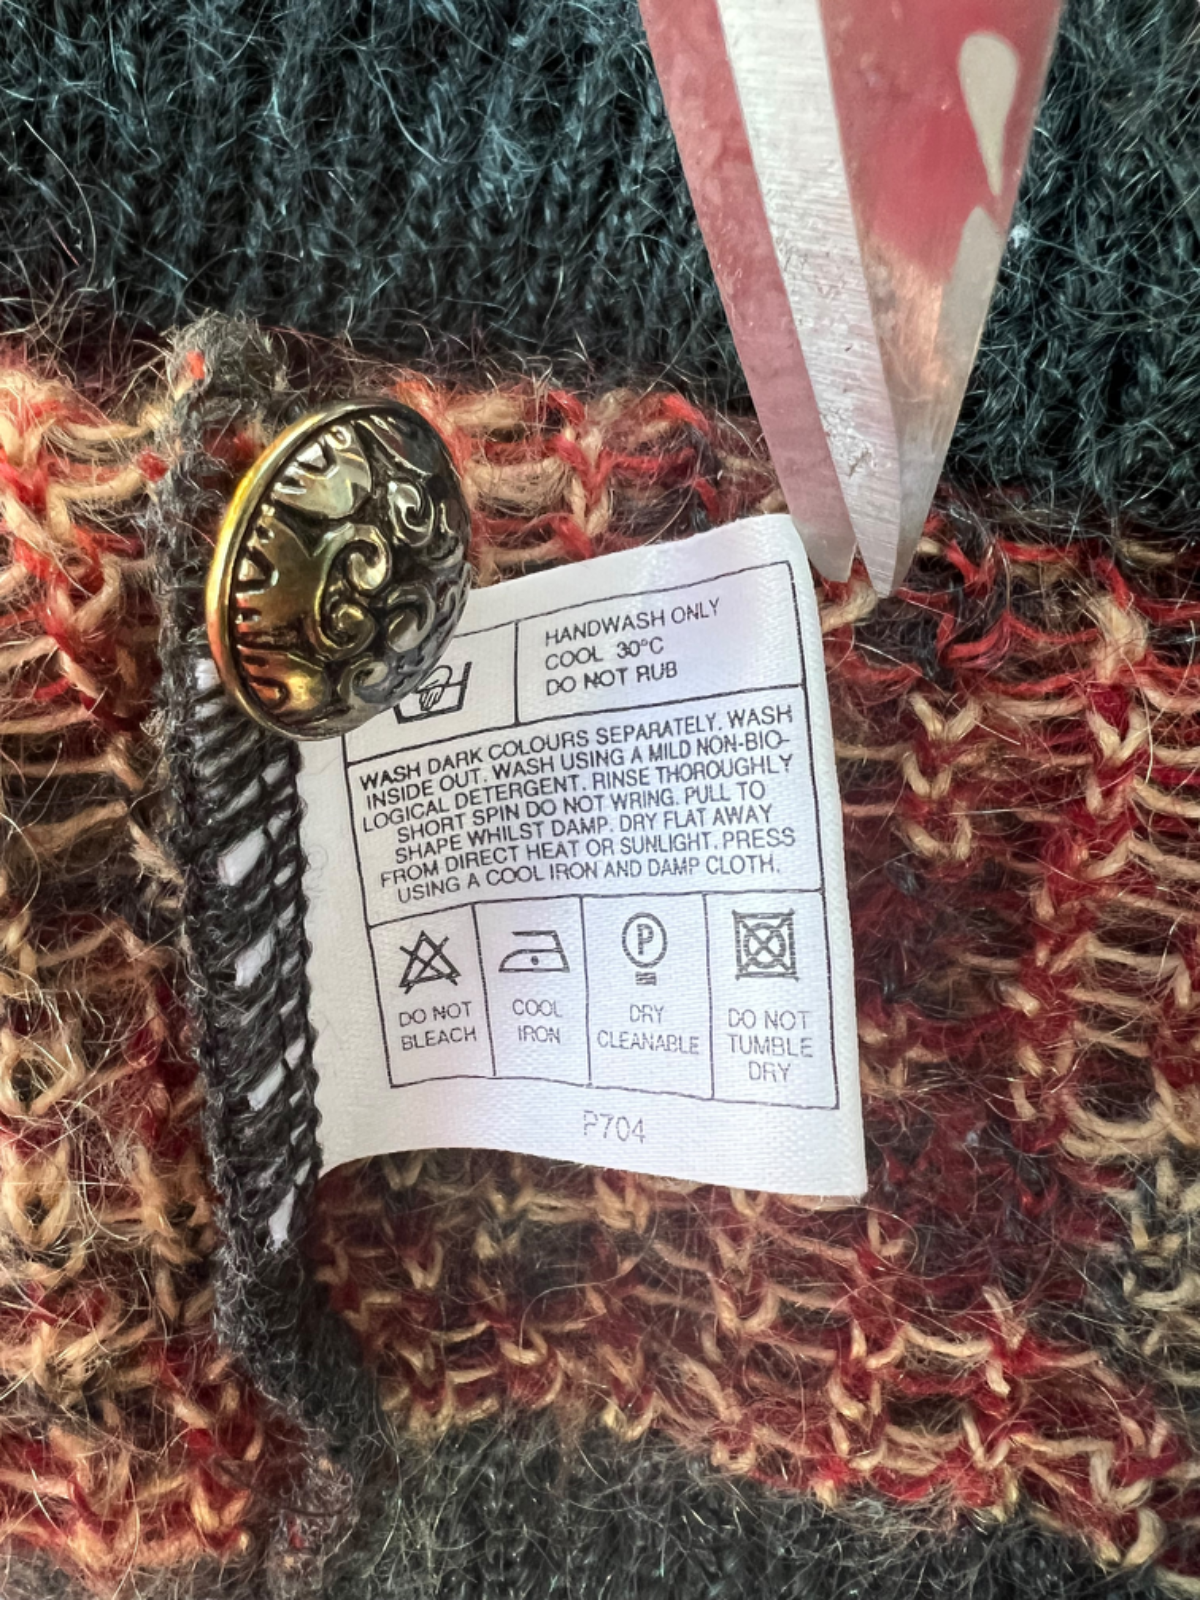 HANDWASH ONLY
COOL 30°C
DO NOT RUB
WASH DARK COLOURS SEPARATELY. WASH
INSIDE OUT. WASH USING A MILD NON-BIO-
LOGICAL DETERGENT. RINSE THOROUGHLY
SHORT SPIN DO NOT WRING. PULL TO
SHAPE WHILST DAMP. DRY FLAT AWAY
FROM DIRECT HEAT OR SUNLIGHT. PRESS
USING A COOL IRON AND DAMP CLOTH.
P
DO NOT
BLEACH
COOL
IRON
DRY
CLEANABLE
DO NOT
TUMBLE
DRY
P704